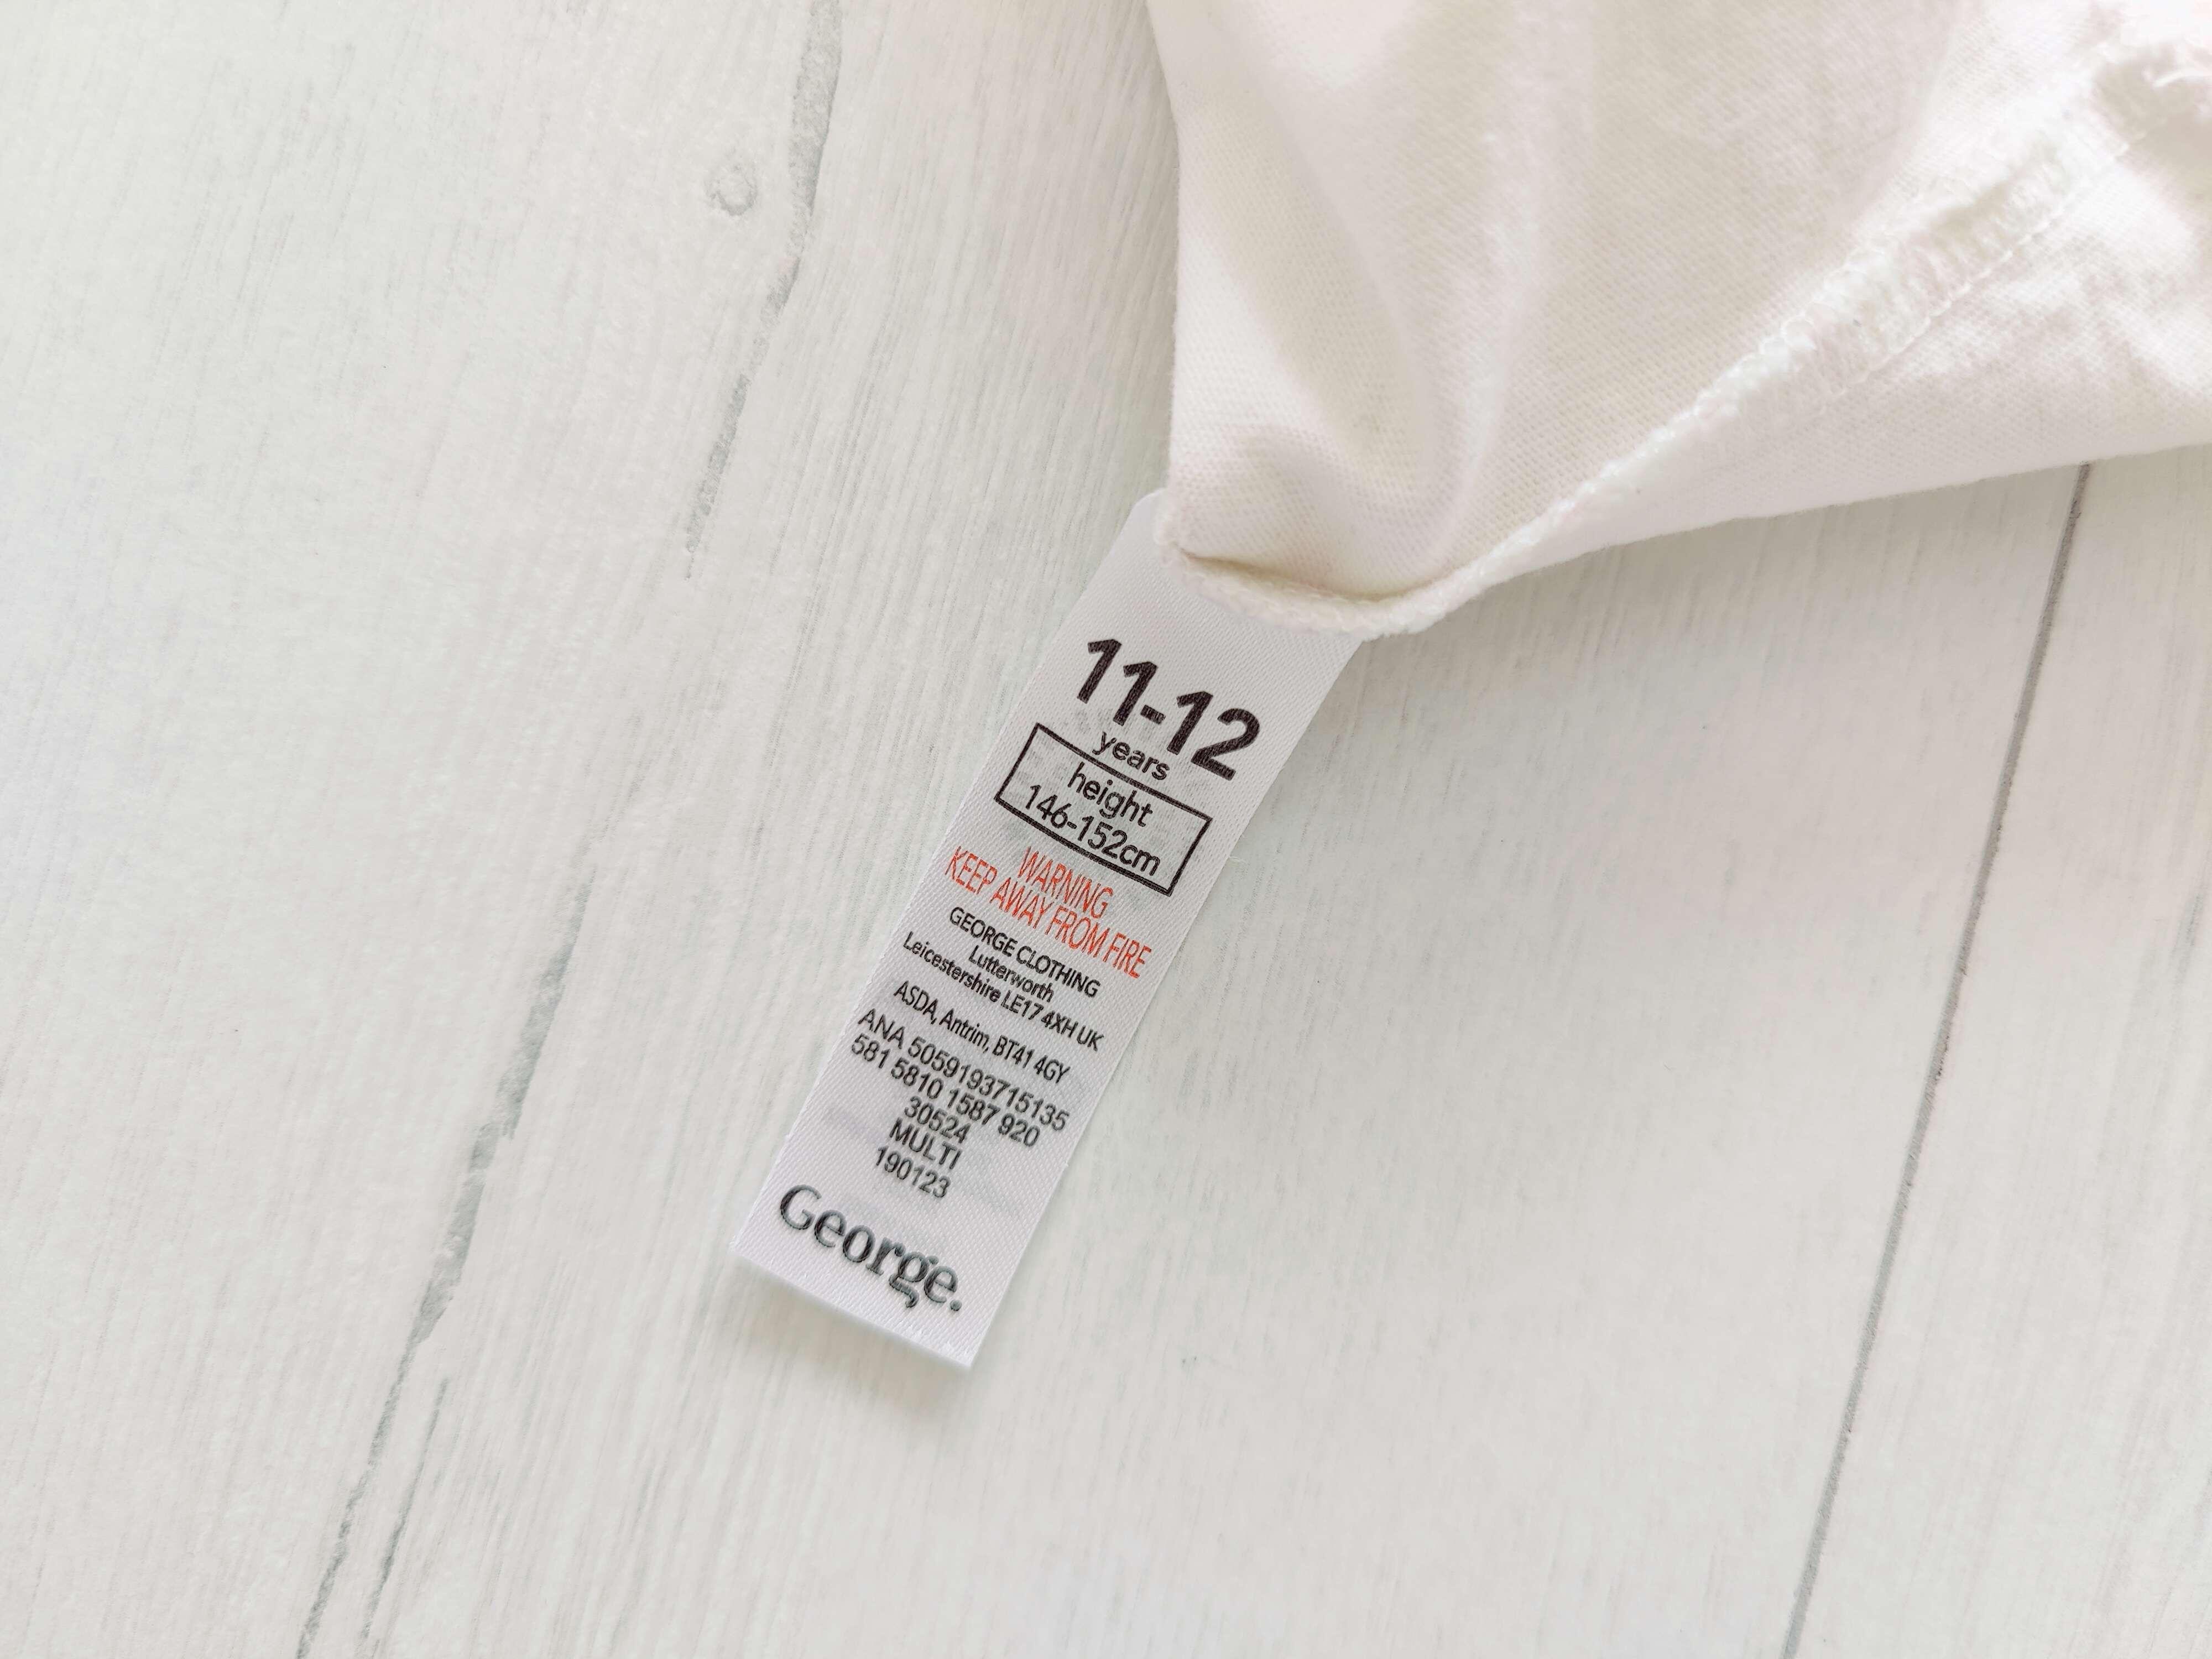 11-12
years
height
146-152cm
WARNING
KEEP AWAY FROM FIRE
GEORGE CLOTHING
Lutterworth
Leicestershire LE17 4XH UK
ASDA, Antrim, BT41 4GY
ANA 5059193715135
581 5810 1587 920
30524
MULTI
190123
George.